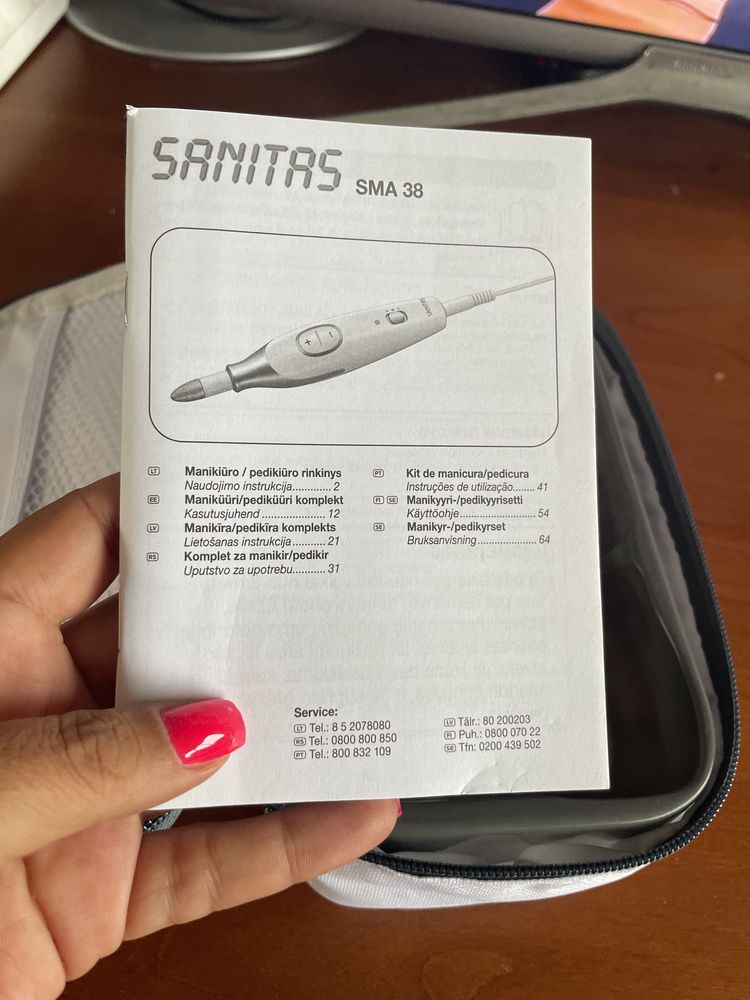 SANITAS SMA 38
SANITAS
+ -
LT Manikiūro / pedikiūro rinkinys
Naudojimo instrukcija............ 2
EE Maniküüri/pediküüri komplekt
Kasutusjuhend ..................... 12
LV Manikīra/pedikīra komplekts
Lietošanas instrukcija ........... 21
RS Komplet za manikir/pedikir
Uputstvo za upotrebu........... 31
PT Kit de manicura/pedicura
Instruções de utilização....... 41
FI SE Manikyyri-/pedikyyrisetti
Käyttöohje......................... 54
SE Manikyr-/pedikyrset
Bruksanvisning................... 64
Service:
LT Tel.: 8 5 2078080
RS Tel.: 0800 800 850
PT Tel.: 800 832 109
LV Tālr.: 80 200203
FI Puh.: 0800 070 22
SE Tfn: 0200 439 502